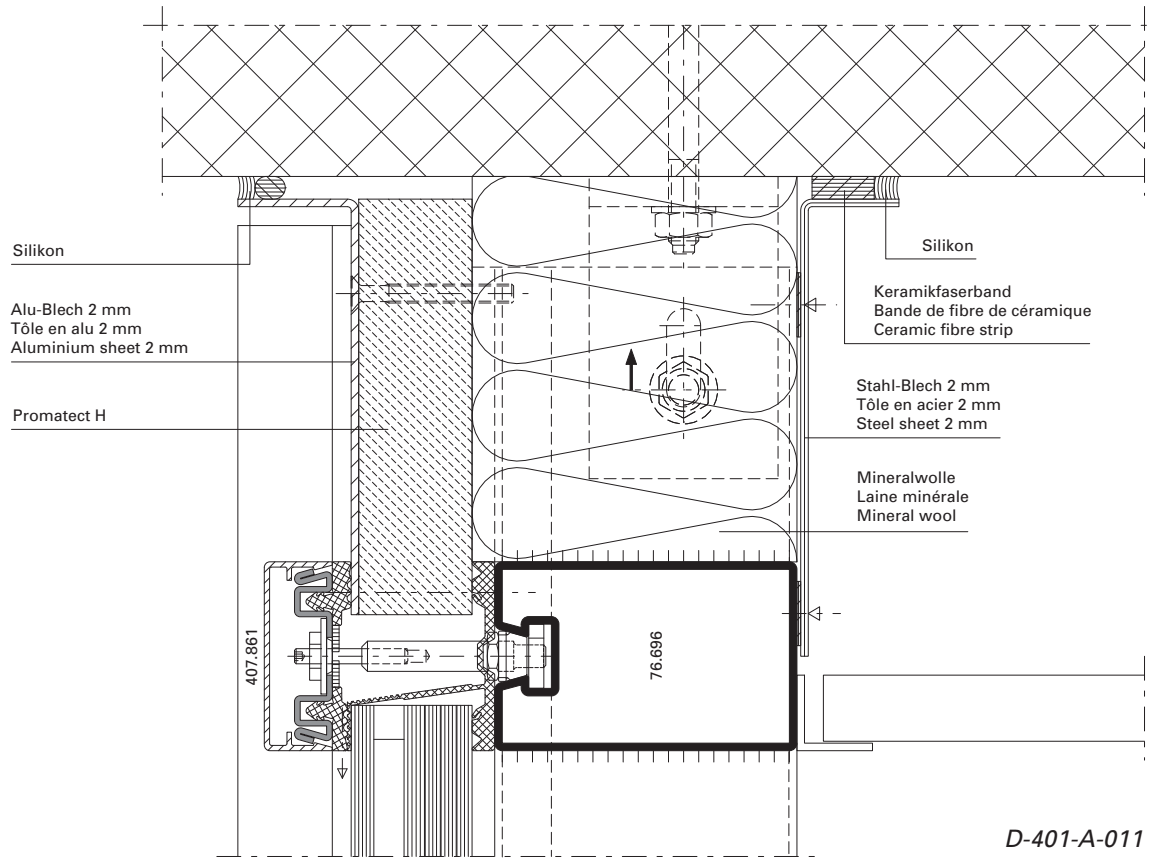 Silikon
Alu-Blech 2 mm
Tôle en alu 2 mm
Aluminium sheet 2 mm
Promatect H
Silikon
Keramikfaserband
Bande de fibre de céramique
Ceramic fibre strip
Stahl-Blech 2 mm
Tôle en acier 2 mm
Steel sheet 2 mm
Mineralwolle
Laine minérale
Mineral wool
407.861
76.696
D-401-A-011